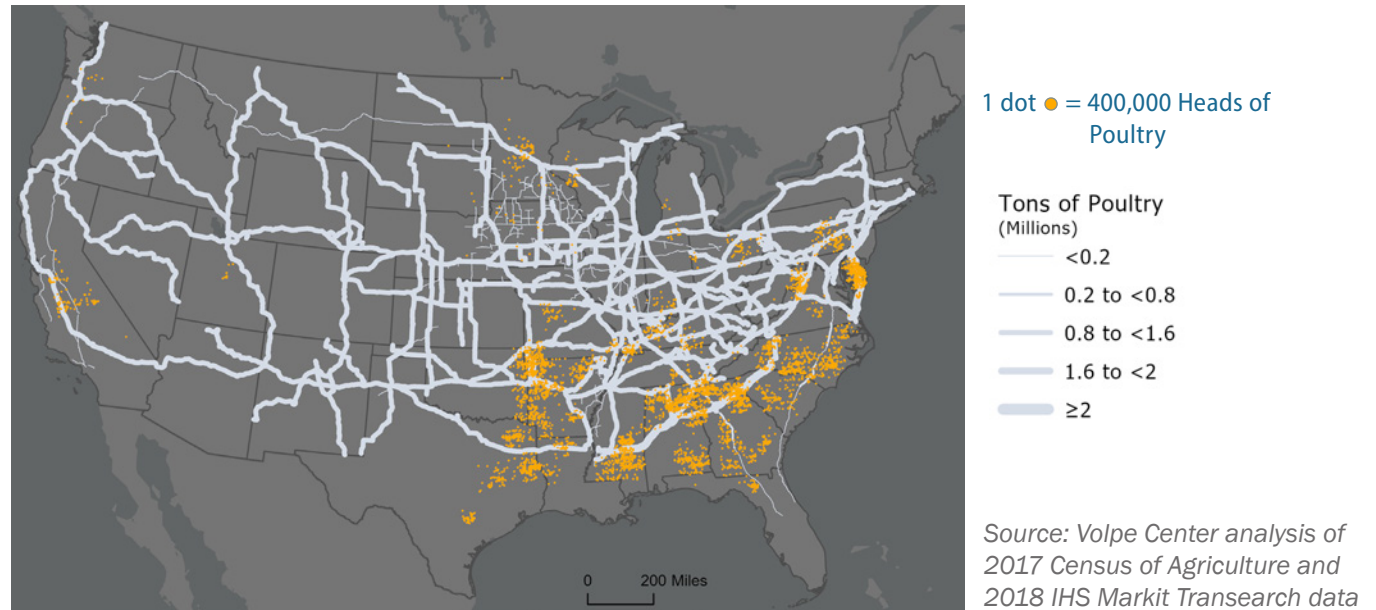 1 dot = 400,000 Heads of
Poultry
Tons of Poultry
(Millions)
<0.2
0.2 to <0.8
0.8 to <1.6
1.6 to <2
≥2
0 200 Miles
Source: Volpe Center analysis of
2017 Census of Agriculture and
2018 IHS Markit Transearch data